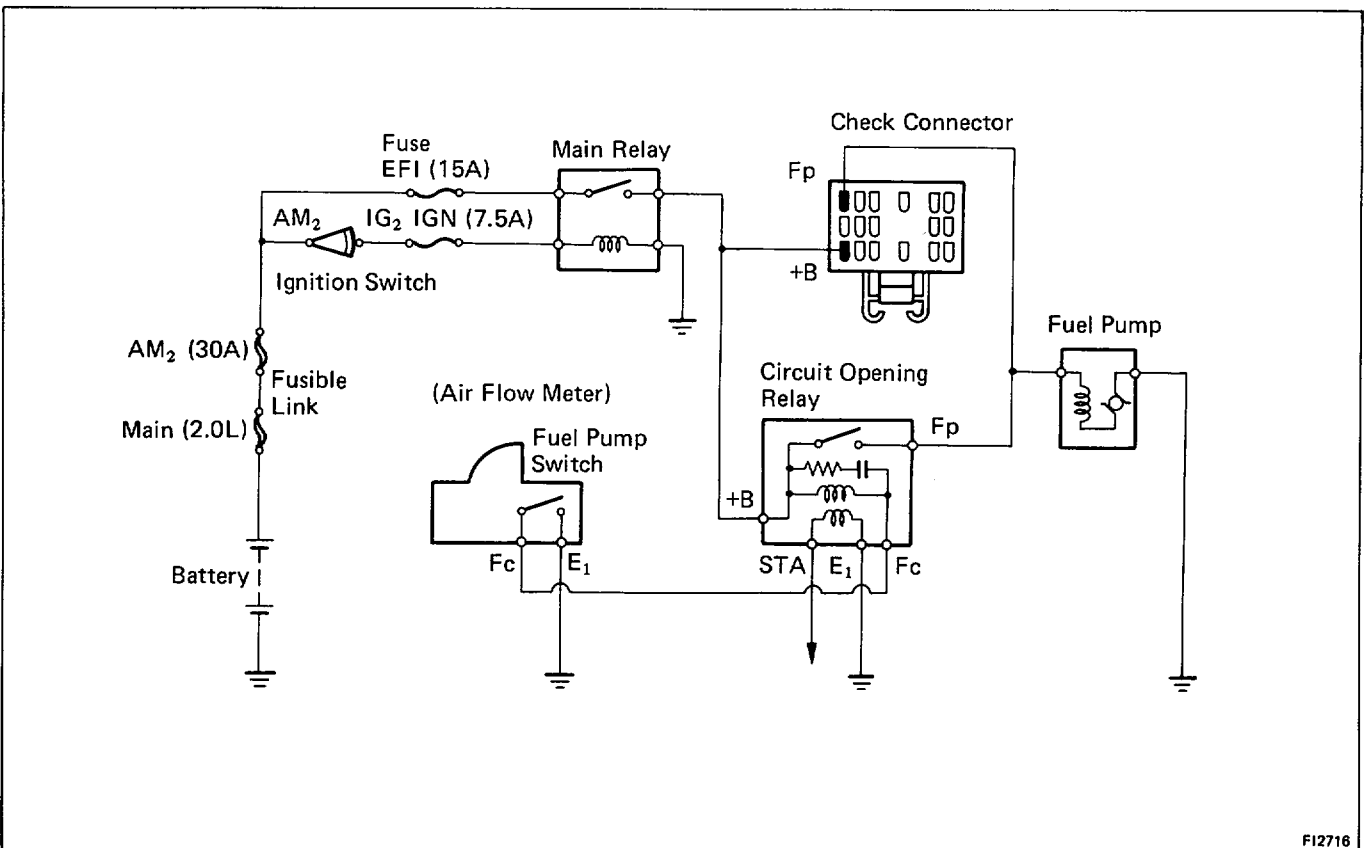 Check Connector
Fuse
EFI (15A)
Main Relay
Fp
AM₂
IG₂ IGN (7.5A)
+B
Ignition Switch
Fuel Pump
AM₂ (30A)
Fusible
Link
Main (2.0L)
(Air Flow Meter)
Circuit Opening
Relay
Fuel Pump
Switch
Fp
+B
Fc
E₁
STA
E₁
Fc
Battery
FI2716